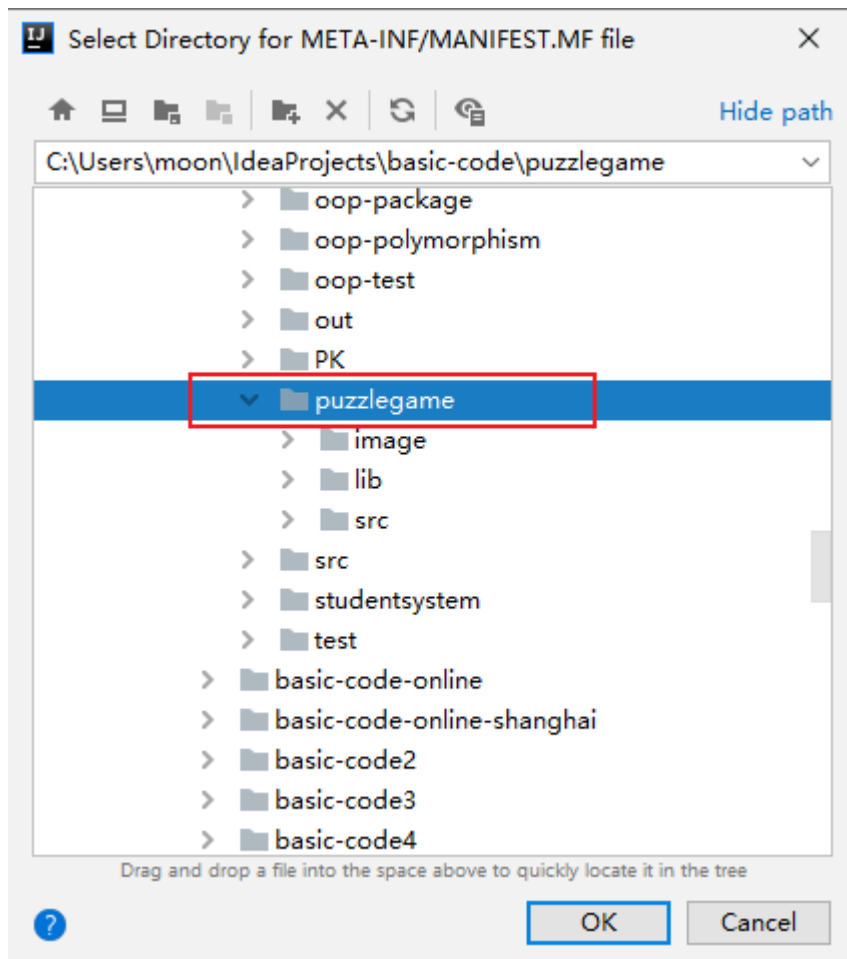 Select Directory for META-INF/MANIFEST.MF file
Hide path
C:\Users\moon\IdeaProjects\basic-code\puzzlegame
oop-package
oop-polymorphism
oop-test
out
PK
puzzlegame
image
lib
src
src
studentsystem
test
basic-code-online
basic-code-online-shanghai
basic-code2
basic-code3
basic-code4
Drag and drop a file into the space above to quickly locate it in the tree
? OK Cancel